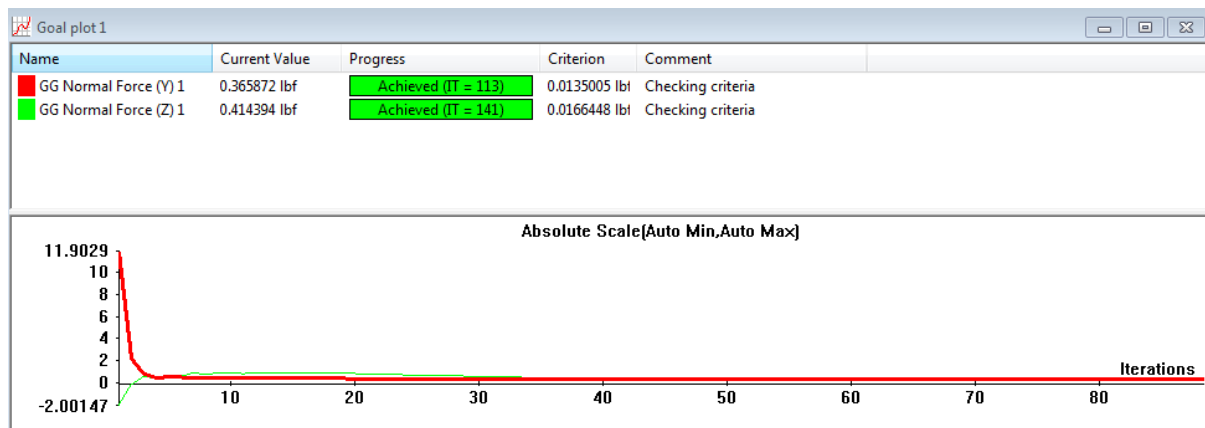 Goal plot 1
Name Current Value Progress Criterion Comment
GG Normal Force (Y) 1 0.365872 lbf Achieved (IT = 113) 0.0135005 lbf Checking criteria
GG Normal Force (Z) 1 0.414394 lbf Achieved (IT = 141) 0.0166448 lbf Checking criteria
Absolute Scale(Auto Min,Auto Max)
11.9029
10
8
6
4
2
Iterations
0
-2.00147
10 20 30 40 50 60 70 80